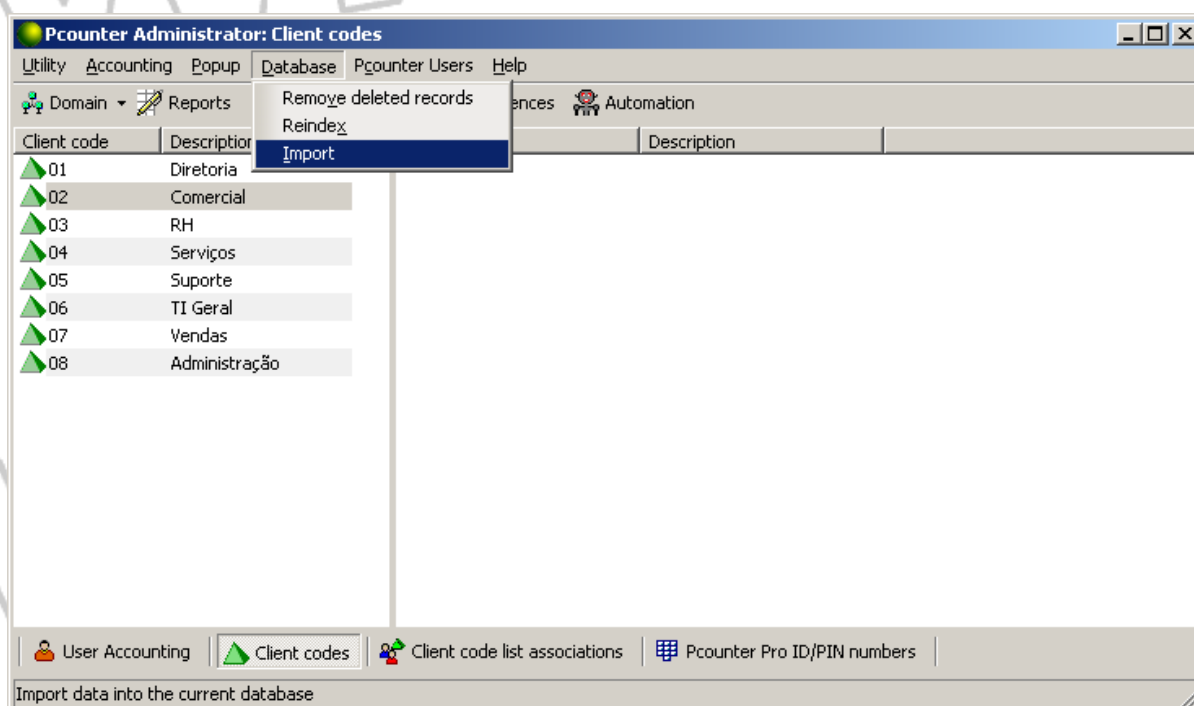 Pcounter Administrator: Client codes
Utility Accounting Popup Database Pcounter Users Help
Domain Reports ences Automation
Remove deleted records
Reindex
Import
Client code Description Description
01 Diretoria
02 Comercial
03 RH
04 Serviços
05 Suporte
06 TI Geral
07 Vendas
08 Administração
User Accounting Client codes Client code list associations Pcounter Pro ID/PIN numbers
Import data into the current database